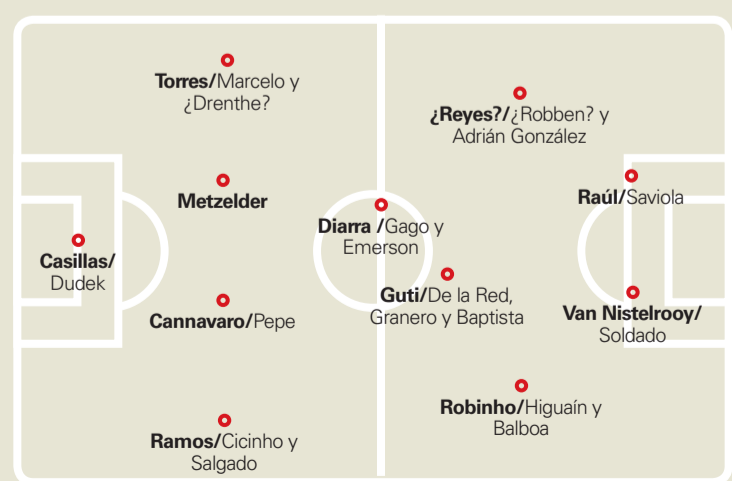 Torres/Marcelo y
¿Drenthe?
¿Reyes?/¿Robben? y
Adrián González
Metzelder
Raúl/Saviola
Diarra /Gago y
Emerson
Casillas/
Dudek
Guti/De la Red,
Granero y Baptista
Cannavaro/Pepe
Van Nistelrooy/
Soldado
Robinho/Higuaín y
Balboa
Ramos/Cicinho y
Salgado